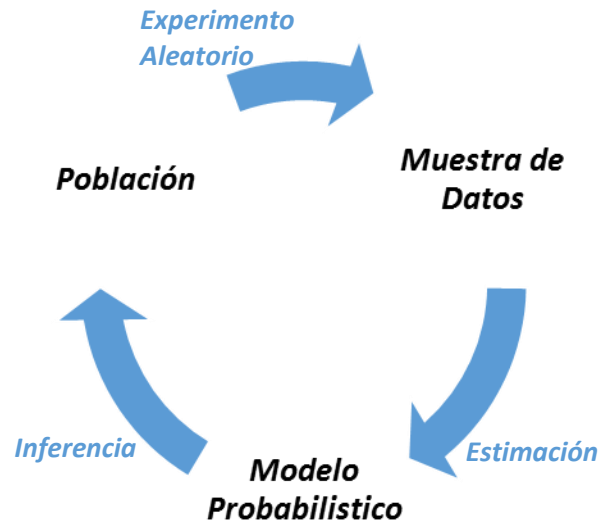 Experimento
Aleatorio
Población
Muestra de
Datos
Inferencia
Estimación
Modelo
Probabilistico